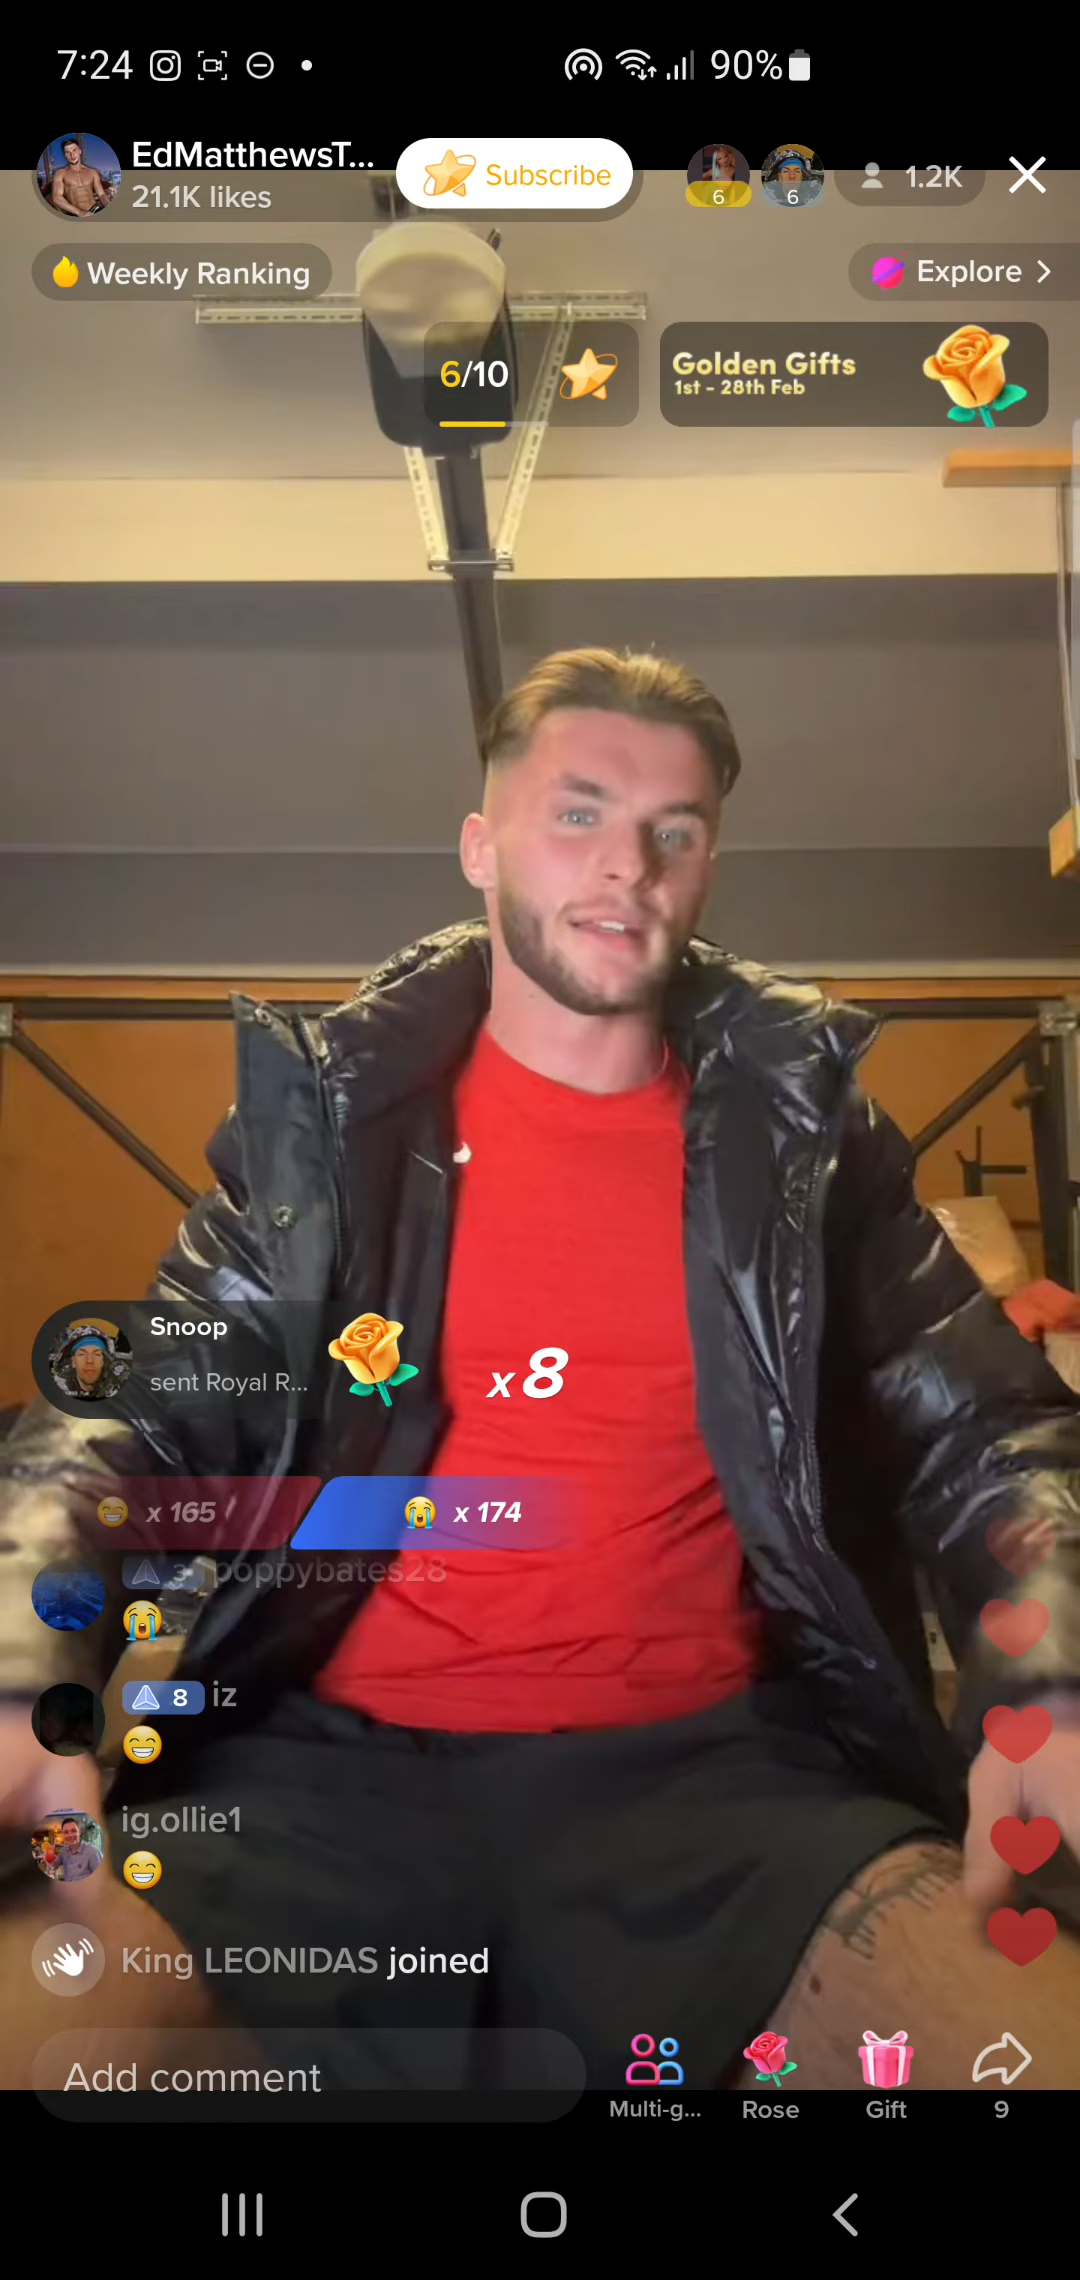 7:24
90%
EdMatthewsT...
21.1K likes
Subscribe
6
6
1.2K
Weekly Ranking
Explore
6/10
Golden Gifts
1st - 28th Feb
Snoop
sent Royal R...
x8
x 165
x 174
3 poppybates28
😭
8 iz
😁
ig.ollie1
😁
King LEONIDAS joined
Add comment
Multi-g...
Rose
Gift
9